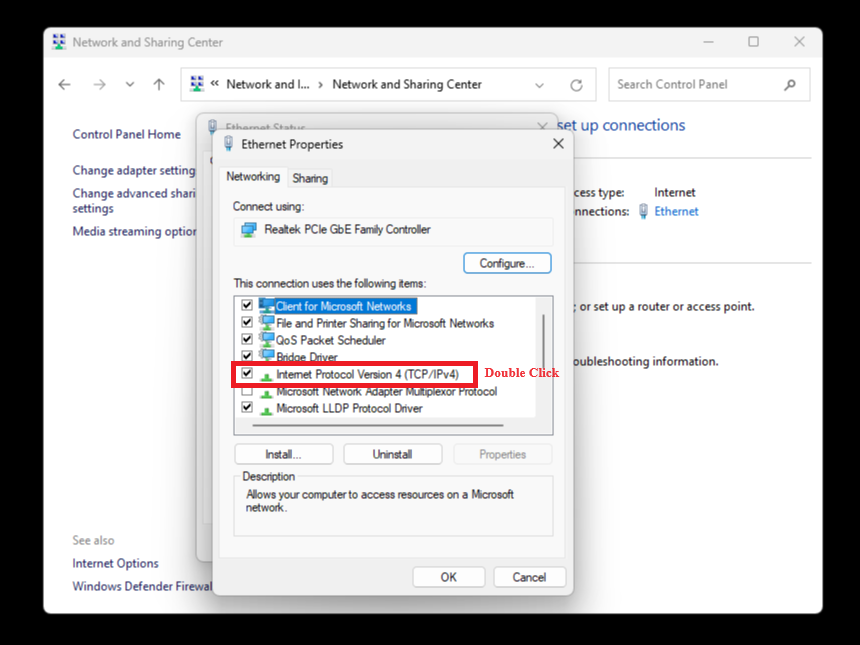 Network and Sharing Center
« Network and I... › Network and Sharing Center
Search Control Panel
Control Panel Home
Change adapter setting
Change advanced shari
settings
Media streaming option
See also
Internet Options
Windows Defender Firewal
Ethernet Status
set up connections
cess type: Internet
nnections: Ethernet
; or set up a router or access point.
oubleshooting information.
Ethernet Properties
Networking Sharing
Connect using:
Realtek PCIe GbE Family Controller
Configure...
This connection uses the following items:
Client for Microsoft Networks
File and Printer Sharing for Microsoft Networks
QoS Packet Scheduler
Bridge Driver
Internet Protocol Version 4 (TCP/IPv4)
Double Click
Microsoft Network Adapter Multiplexor Protocol
Microsoft LLDP Protocol Driver
Install... Uninstall Properties
Description
Allows your computer to access resources on a Microsoft
network.
OK Cancel